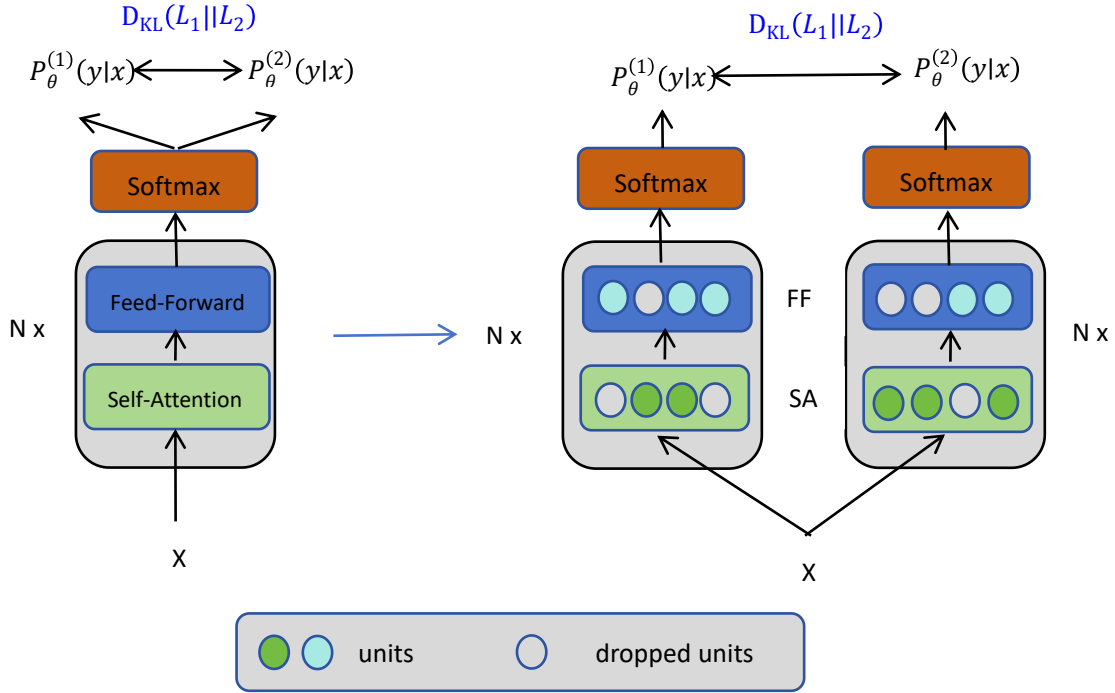 D_KL(L_1||L_2)
P_θ^(1)(y|x) P_θ^(2)(y|x)
Softmax
Feed-Forward
N x
Self-Attention
X
D_KL(L_1||L_2)
P_θ^(1)(y|x) P_θ^(2)(y|x)
Softmax Softmax
FF
N x N x
SA
X
units dropped units